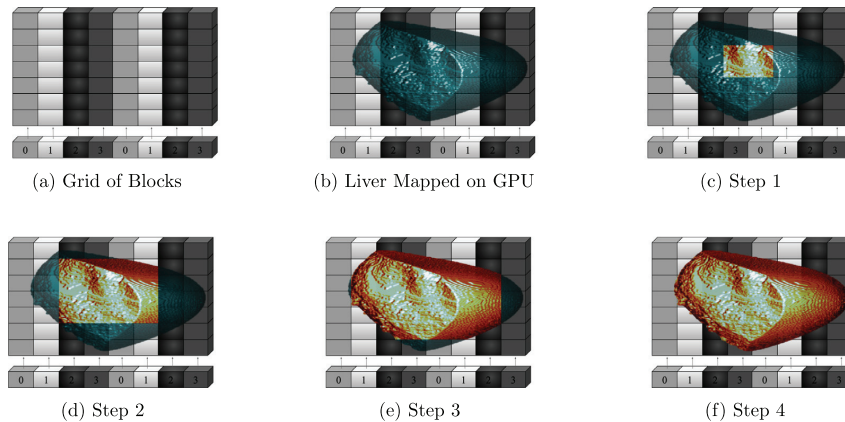 0 1 2 3 0 1 2 3
0 1 2 3 0 1 2 3
0 1 2 3 0 1 2 3
(a) Grid of Blocks
(b) Liver Mapped on GPU
(c) Step 1
0 1 2 3 0 1 2 3
0 1 2 3 0 1 2 3
0 1 2 3 0 1 2 3
(d) Step 2
(e) Step 3
(f) Step 4